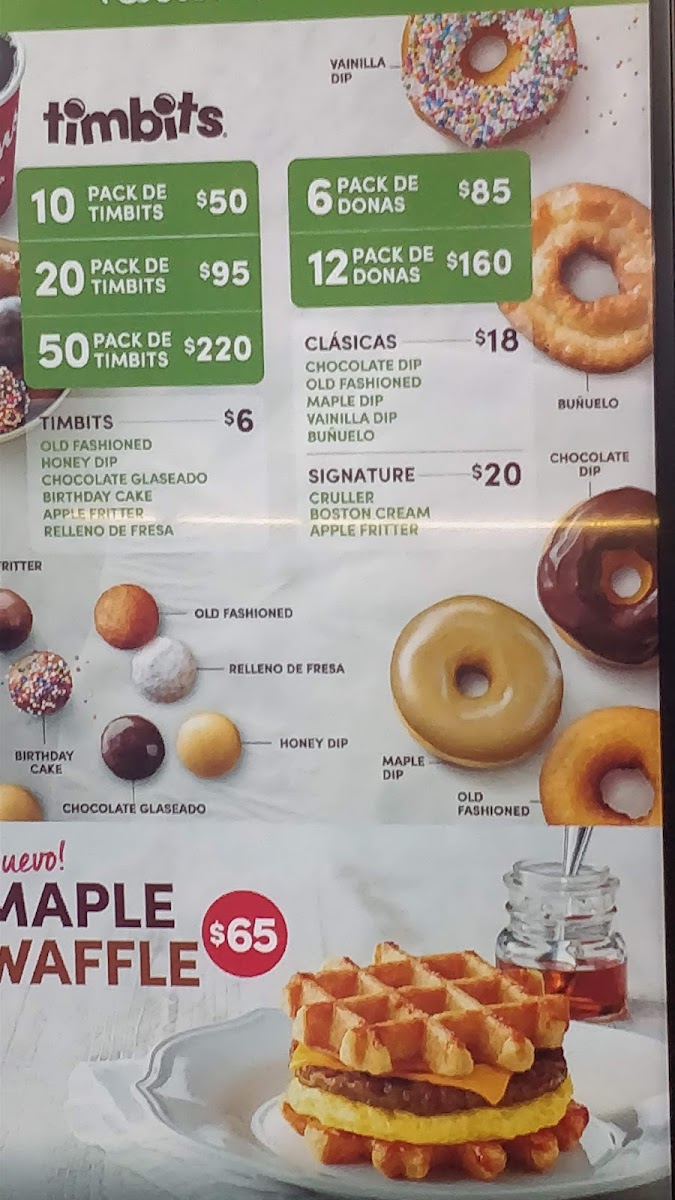 VAINILLA
DIP
timbits
10 PACK DE TIMBITS $50
20 PACK DE TIMBITS $95
50 PACK DE TIMBITS $220
6 PACK DE DONAS $85
12 PACK DE DONAS $160
TIMBITS $6
OLD FASHIONED
HONEY DIP
CHOCOLATE GLASEADO
BIRTHDAY CAKE
APPLE FRITTER
RELLENO DE FRESA
CLÁSICAS $18
CHOCOLATE DIP
OLD FASHIONED
MAPLE DIP
VAINILLA DIP
BUÑUELO
SIGNATURE $20
CRULLER
BOSTON CREAM
APPLE FRITTER
BUÑUELO
CHOCOLATE
DIP
RITTER
OLD FASHIONED
RELLENO DE FRESA
HONEY DIP
BIRTHDAY
CAKE
CHOCOLATE GLASEADO
MAPLE
DIP
OLD
FASHIONED
uevo!
MAPLE
WAFFLE
$65